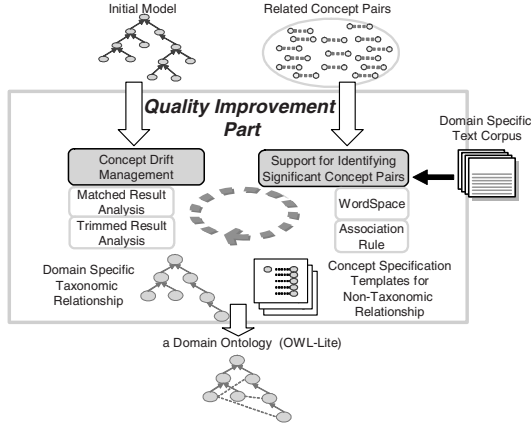 Initial Model
Related Concept Pairs
Quality Improvement
Part
Domain Specific
Text Corpus
Concept Drift
Management
Support for Identifying
Significant Concept Pairs
Matched Result
Analysis
Trimmed Result
Analysis
WordSpace
Association
Rule
Domain Specific
Taxonomic
Relationship
Concept Specification
Templates for
Non-Taxonomic
Relationship
a Domain Ontology (OWL-Lite)